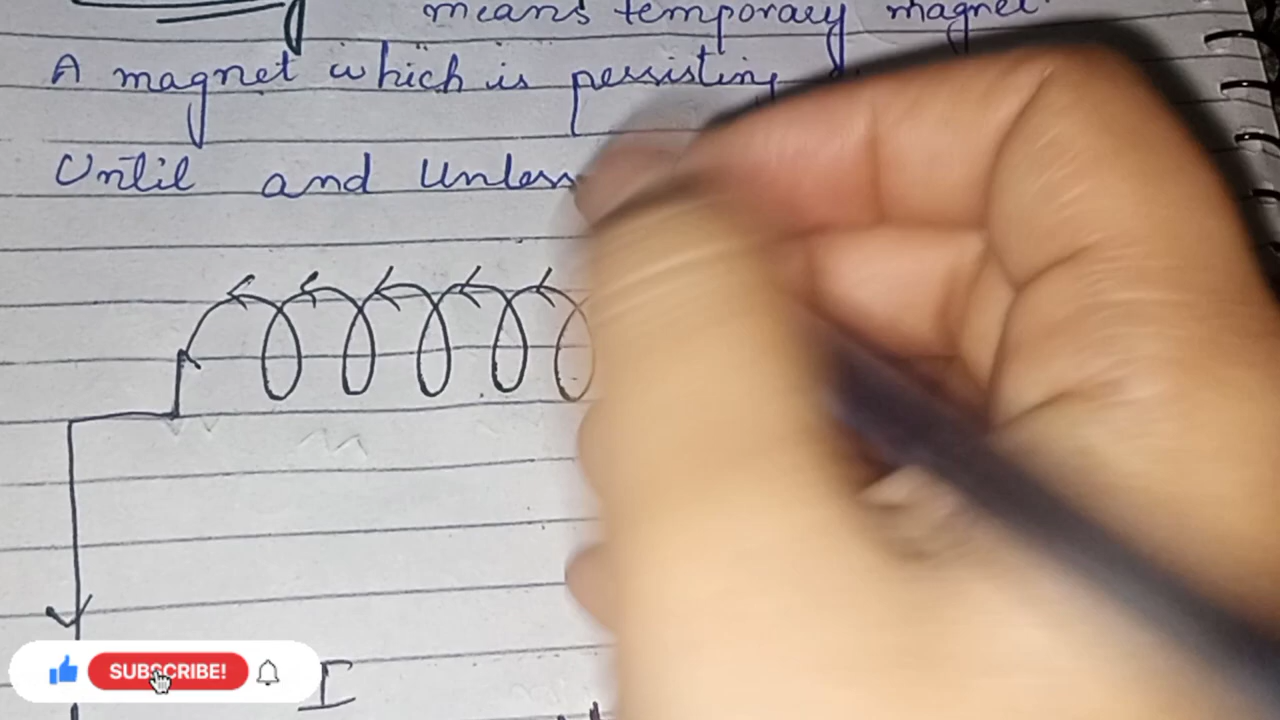 means temporary magnet
A magnet which is persisting
Until and Unless
I
SUBSCRIBE!